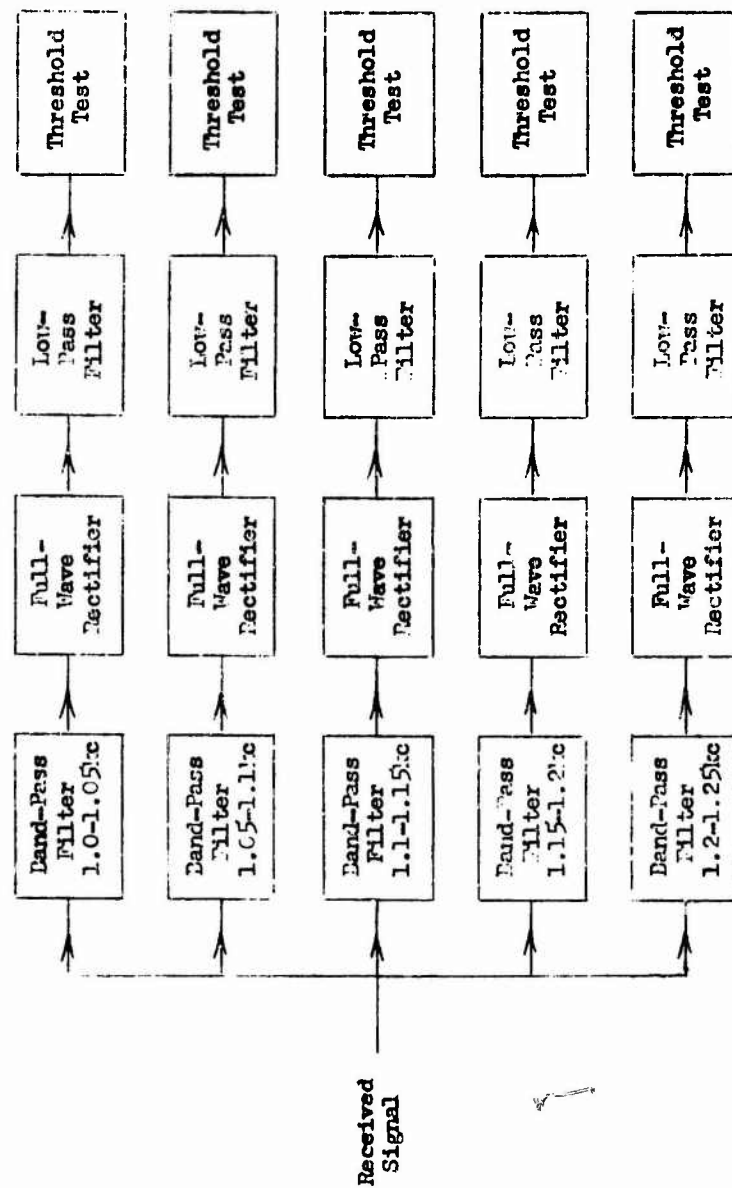 Received
Signal
Band-Pass
Filter
1.0-1.05kc
Full-
Wave
Rectifier
Low-
Pass
Filter
Threshold
Test
Band-Pass
Filter
1.05-1.1kc
Full-
Wave
Rectifier
Low-
Pass
Filter
Threshold
Test
Band-Pass
Filter
1.1-1.15kc
Full-
Wave
Rectifier
Low-
Pass
Filter
Threshold
Test
Band-Pass
Filter
1.15-1.2kc
Full-
Wave
Rectifier
Low-
Pass
Filter
Threshold
Test
Band-Pass
Filter
1.2-1.25kc
Full-
Wave
Rectifier
Low-
Pass
Filter
Threshold
Test